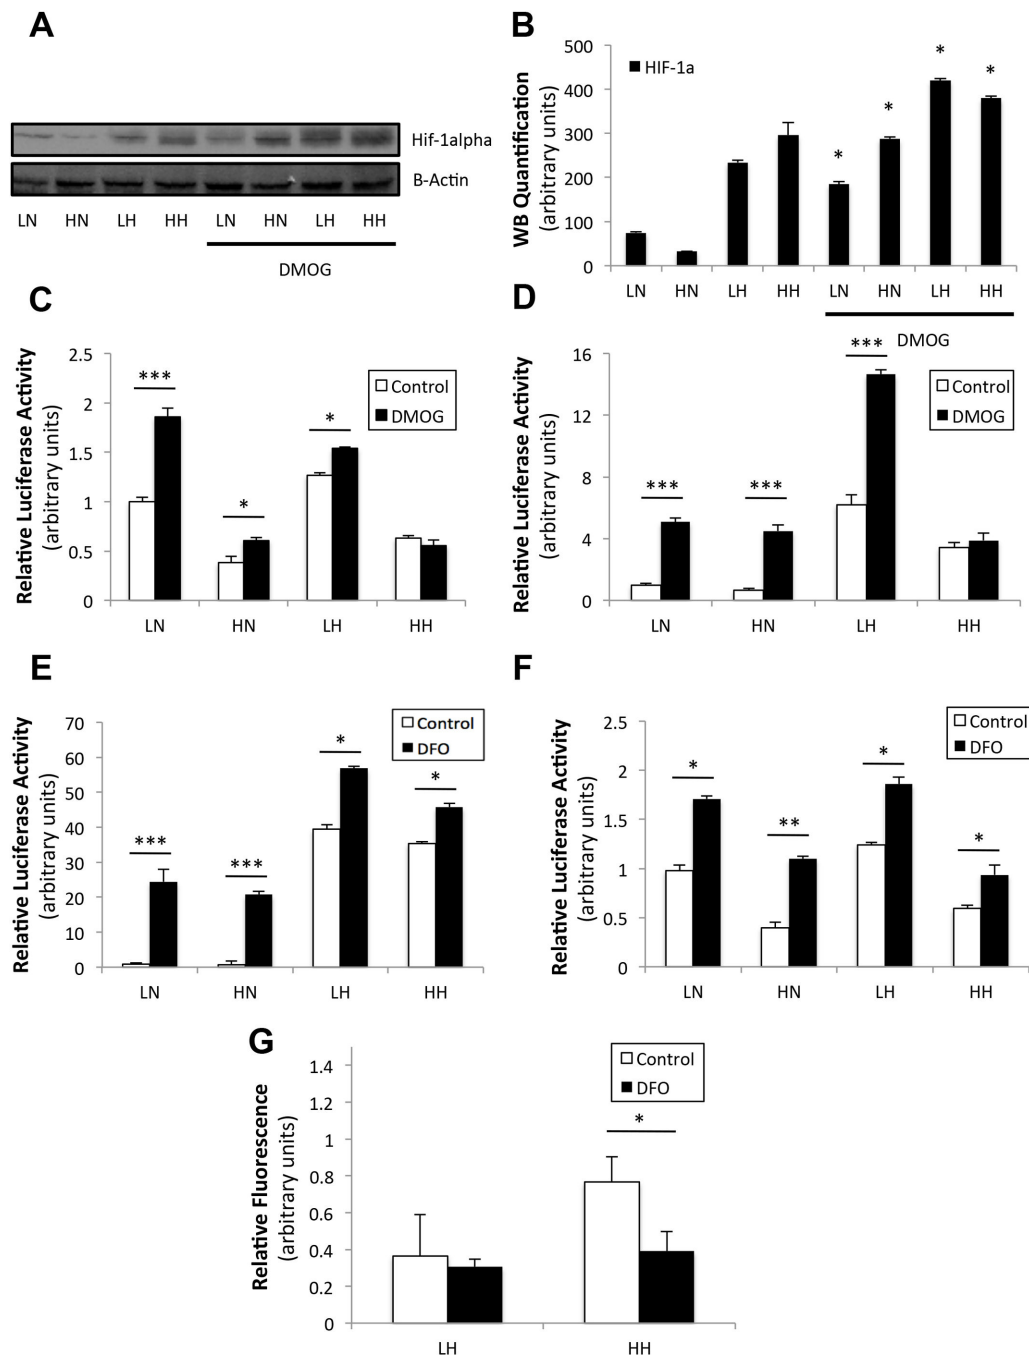 A
Hif-1alpha
B-Actin
LN HN LH HH LN HN LH HH
DMOG
B
WB Quantification
(arbitrary units)
500
400
300
200
100
0
HIF-1a
* * * *
LN HN LH HH LN HN LH HH
DMOG
C
Relative Luciferase Activity
(arbitrary units)
2.5
2
1.5
1
0.5
0
Control
DMOG
*** * *
LN HN LH HH
D
Relative Luciferase Activity
(arbitrary units)
16
12
8
4
0
Control
DMOG
*** *** ***
LN HN LH HH
E
Relative Luciferase Activity
(arbitrary units)
70
60
50
40
30
20
10
0
Control
DFO
*** *** * *
LN HN LH HH
F
Relative Luciferase Activity
(arbitrary units)
2.5
2
1.5
1
0.5
0
Control
DFO
* ** * *
LN HN LH HH
G
Relative Fluorescence
(arbitrary units)
1.4
1.2
1
0.8
0.6
0.4
0.2
0
Control
DFO
*
LH HH